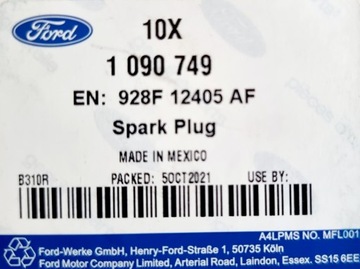 Ford
10X
1 090 749
EN: 928F 12405 AF
Spark Plug
MADE IN MEXICO
B310R PACKED: 5OCT2021 USE BY:
A4LPMS NO. MFL001
Ford-Werke GmbH, Henry-Ford-Straße 1, 50735 Köln
Ford Motor Company Limited, Arterial Road, Laindon, Essex. SS15 6EE